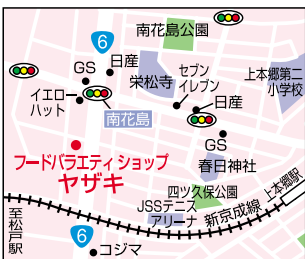 南花島公園
6
日産
GS
栄松寺
セブン
イレブン
上本郷第二
小学校
イエロー
ハット
南花島
日産
GS
フードバラエティ ショップ
ヤザキ
春日神社
四ツ久保公園
上本郷駅
JSSテニス
アリーナ
新京成線
至松戸駅
6
コジマ